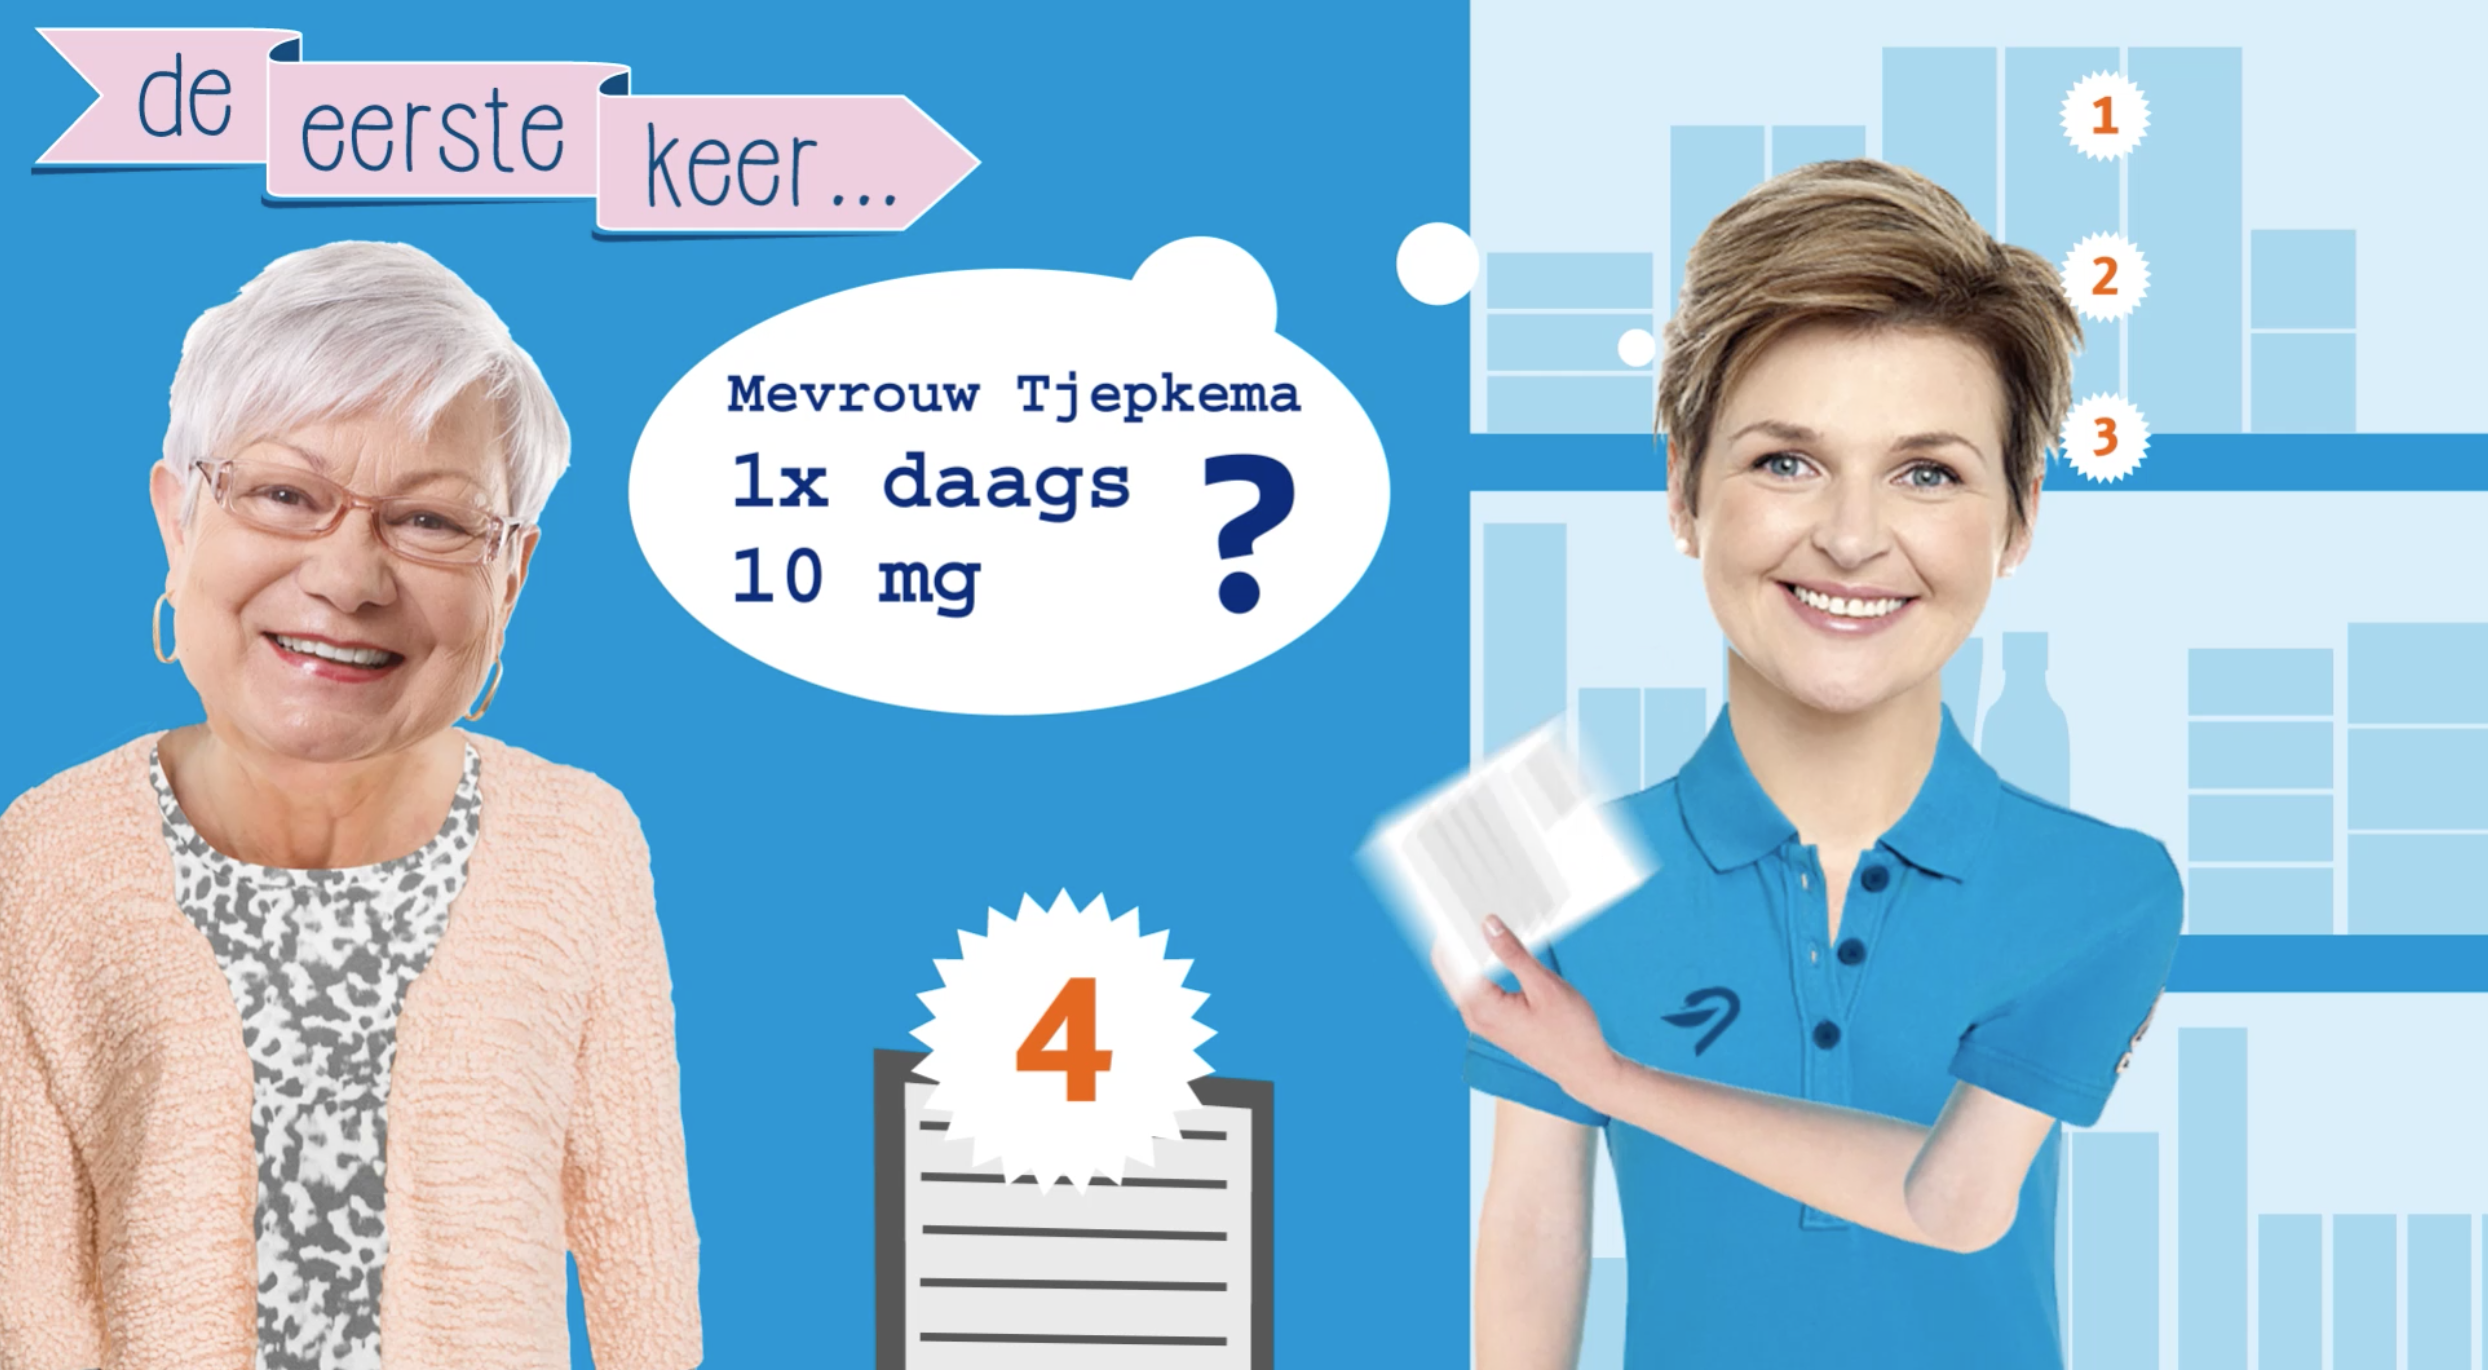 de
eerste
keer...
Mevrouw Tjepkema
1x daags
10 mg
?
1
2
3
4